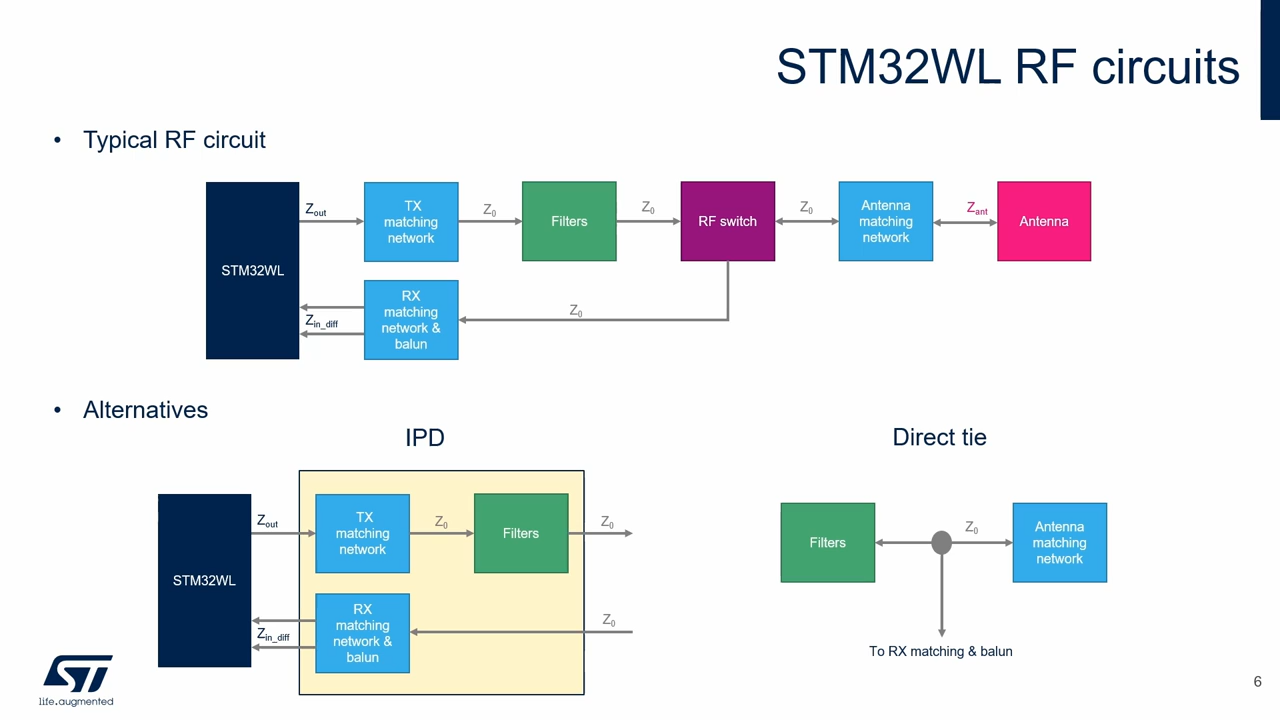 STM32WL RF circuits
• Typical RF circuit
STM32WL
Zout
TX
matching
network
Z0
Filters
Z0
RF switch
Z0
Antenna
matching
network
Zant
Antenna
Zin_diff
RX
matching
network &
balun
Z0
• Alternatives
IPD
STM32WL
Zout
TX
matching
network
Z0
Filters
Z0
Zin_diff
RX
matching
network &
balun
Z0
Direct tie
Filters
Z0
Antenna
matching
network
To RX matching & balun
ST
life.augmented
6